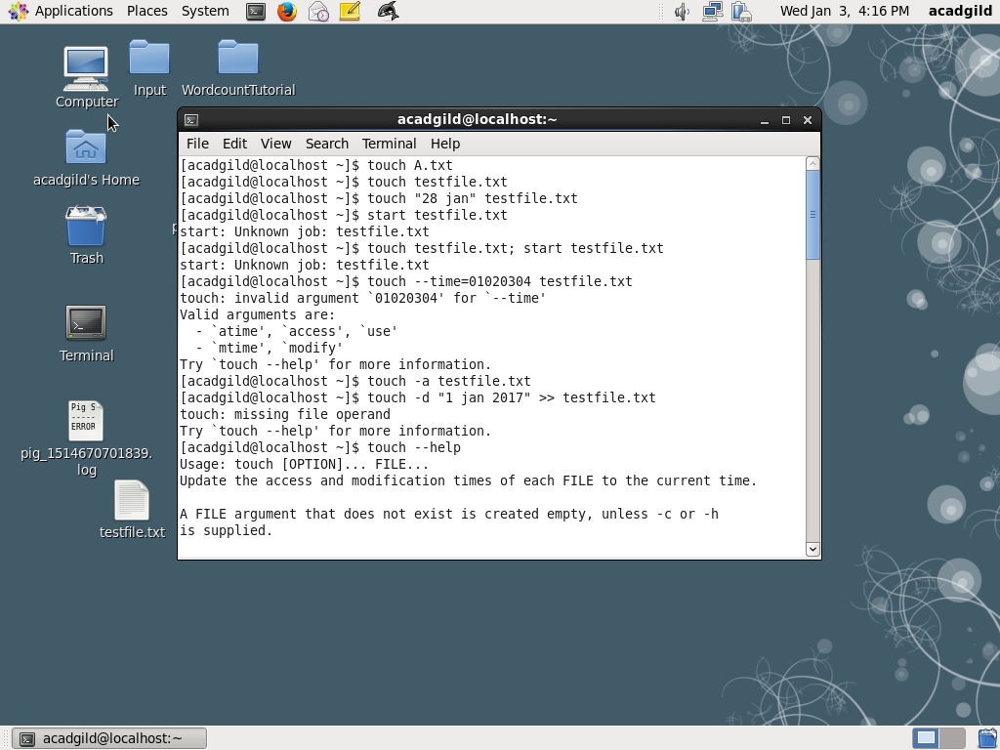 Applications Places System
Wed Jan 3, 4:16 PM acadgild
Computer
Input
WordcountTutorial
acadgild's Home
Trash
Terminal
Pig S
-----
ERROR
pig_1514670701839.
log
testfile.txt
acadgild@localhost:~
File Edit View Search Terminal Help
[acadgild@localhost ~]$ touch A.txt
[acadgild@localhost ~]$ touch testfile.txt
[acadgild@localhost ~]$ touch "28 jan" testfile.txt
[acadgild@localhost ~]$ start testfile.txt
start: Unknown job: testfile.txt
[acadgild@localhost ~]$ touch testfile.txt; start testfile.txt
start: Unknown job: testfile.txt
[acadgild@localhost ~]$ touch --time=01020304 testfile.txt
touch: invalid argument `01020304' for `--time'
Valid arguments are:
  - `atime', `access', `use'
  - `mtime', `modify'
Try `touch --help' for more information.
[acadgild@localhost ~]$ touch -a testfile.txt
[acadgild@localhost ~]$ touch -d "1 jan 2017" >> testfile.txt
touch: missing file operand
Try `touch --help' for more information.
[acadgild@localhost ~]$ touch --help
Usage: touch [OPTION]... FILE...
Update the access and modification times of each FILE to the current time.
A FILE argument that does not exist is created empty, unless -c or -h
is supplied.
acadgild@localhost:~